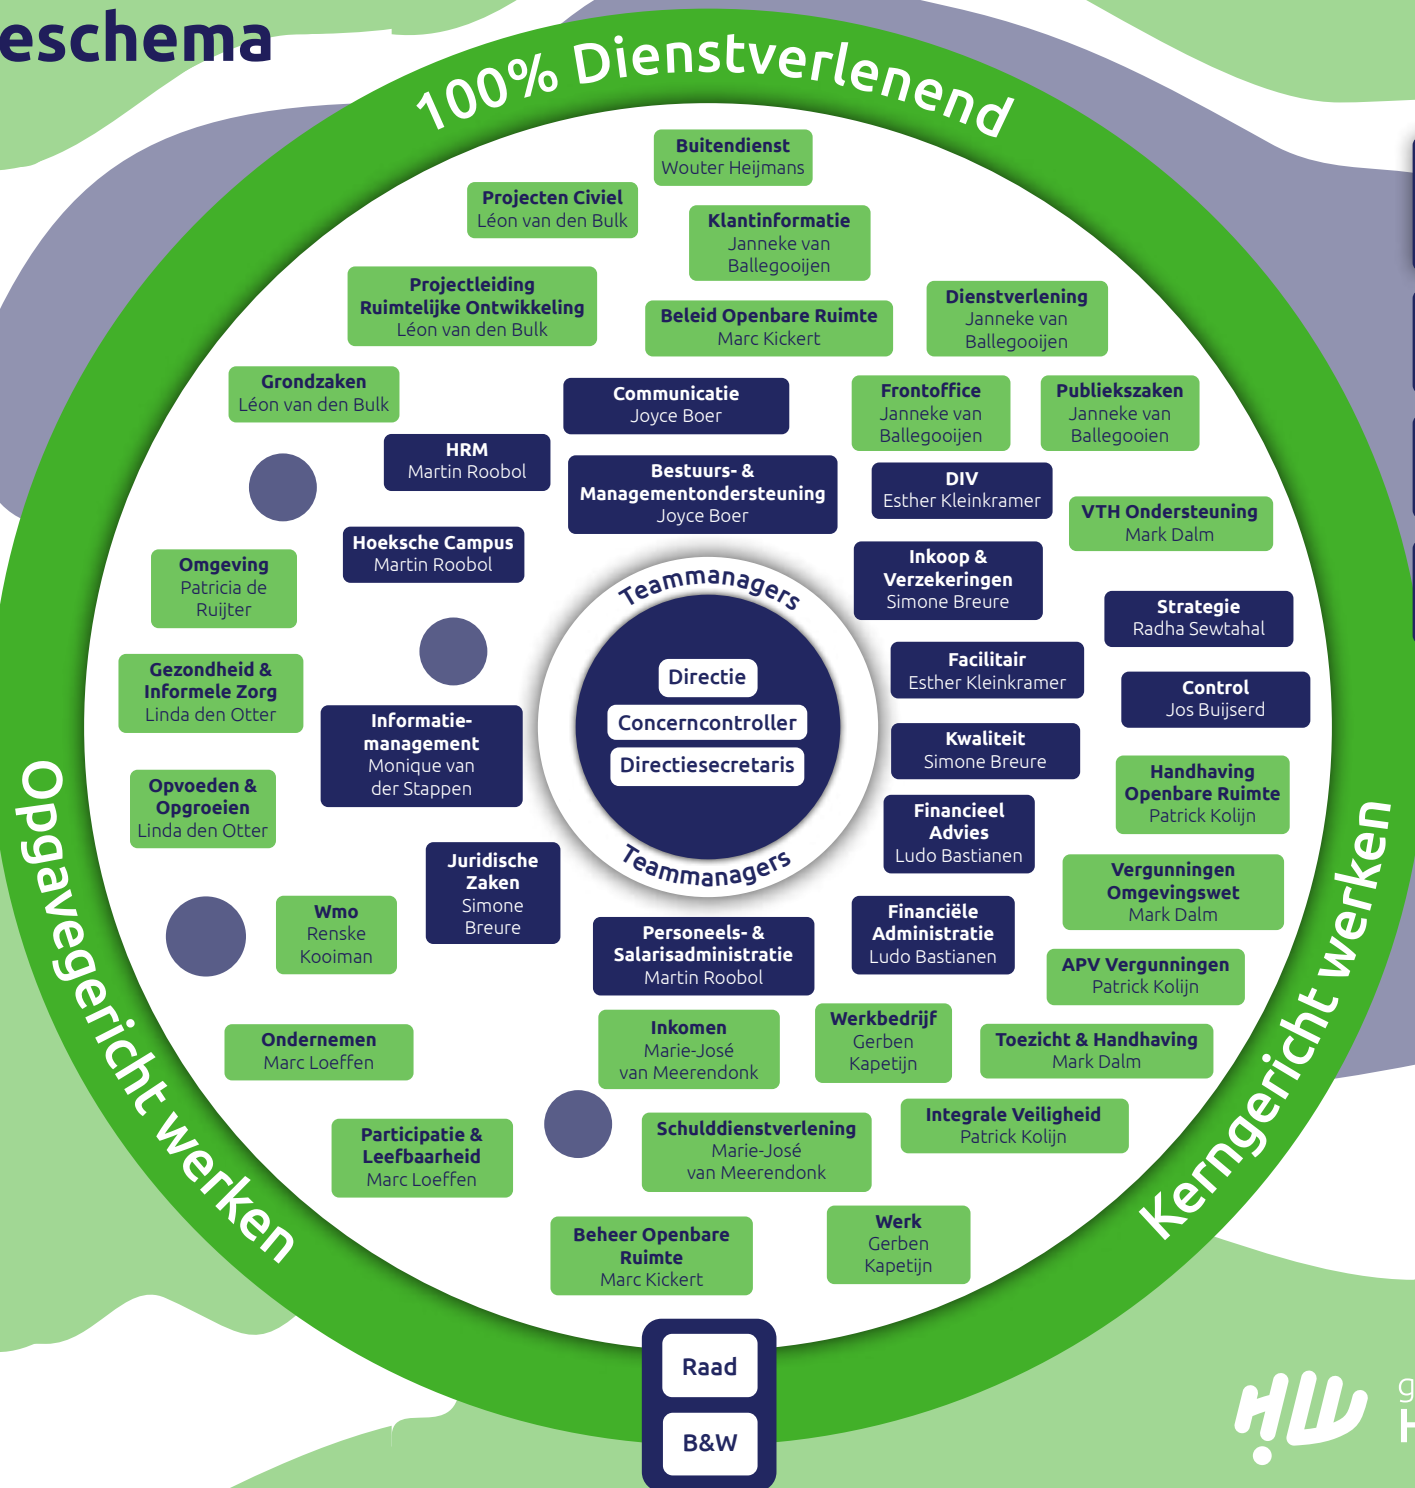 eschema
100% Dienstverlenend
Buitendienst
Wouter Heijmans
Projecten Civiel
Léon van den Bulk
Klantinformatie
Janneke van
Ballegooijen
Projectleiding
Ruimtelijke Ontwikkeling
Léon van den Bulk
Beleid Openbare Ruimte
Marc Kickert
Dienstverlening
Janneke van
Ballegooijen
Grondzaken
Léon van den Bulk
Communicatie
Joyce Boer
Frontoffice
Janneke van
Ballegooijen
Publiekszaken
Janneke van
Ballegooien
HRM
Martin Roobol
Bestuurs- &
Managementondersteuning
Joyce Boer
DIV
Esther Kleinkramer
VTH Ondersteuning
Mark Dalm
Hoeksche Campus
Martin Roobol
Omgeving
Patricia de
Ruijter
Inkoop &
Verzekeringen
Simone Breure
Strategie
Radha Sewtahal
Teammanagers
Directie
Concerncontroller
Directiesecretaris
Teammanagers
Gezondheid &
Informele Zorg
Linda den Otter
Facilitair
Esther Kleinkramer
Control
Jos Buijserd
Informatie-
management
Monique van
der Stappen
Kwaliteit
Simone Breure
Handhaving
Openbare Ruimte
Patrick Kolijn
Opvoeden &
Opgroeien
Linda den Otter
Financieel
Advies
Ludo Bastianen
Juridische
Zaken
Simone
Breure
Vergunningen
Omgevingswet
Mark Dalm
Wmo
Renske
Kooiman
Personeels- &
Salarisadministratie
Martin Roobol
Financiële
Administratie
Ludo Bastianen
APV Vergunningen
Patrick Kolijn
Ondernemen
Marc Loeffen
Inkomen
Marie-José
van Meerendonk
Werkbedrijf
Gerben
Kapetijn
Toezicht & Handhaving
Mark Dalm
Participatie &
Leefbaarheid
Marc Loeffen
Schulddienstverlening
Marie-José
van Meerendonk
Integrale Veiligheid
Patrick Kolijn
Beheer Openbare
Ruimte
Marc Kickert
Werk
Gerben
Kapetijn
Opgavegericht werken
Kerngericht werken
Raad
B&W
HW
g
H